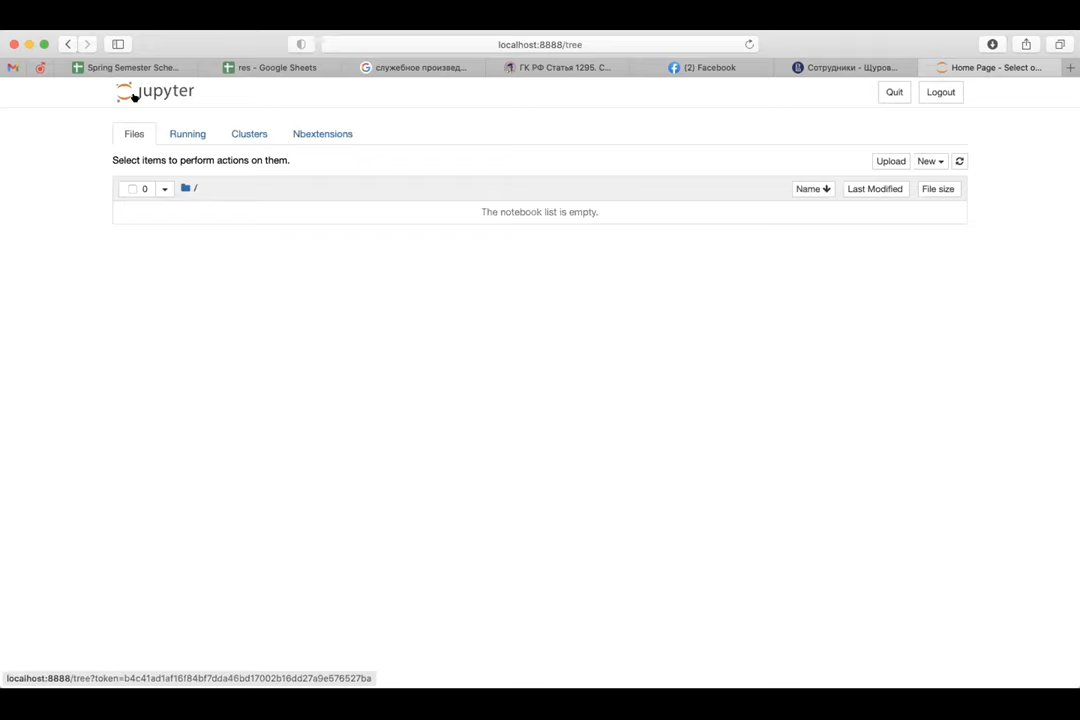 localhost:8888/tree
Spring Semester Sche...
res - Google Sheets
служебное произвед...
ГК РФ Статья 1295. С...
(2) Facebook
Сотрудники – Щуров...
Home Page - Select o...
jupyter
Quit
Logout
Files
Running
Clusters
Nbextensions
Select items to perform actions on them.
Upload
New
0
/
Name
Last Modified
File size
The notebook list is empty.
localhost:8888/tree?token=b4c41ad1af16f84bf7dda46bd17002b16dd27a9e576527ba